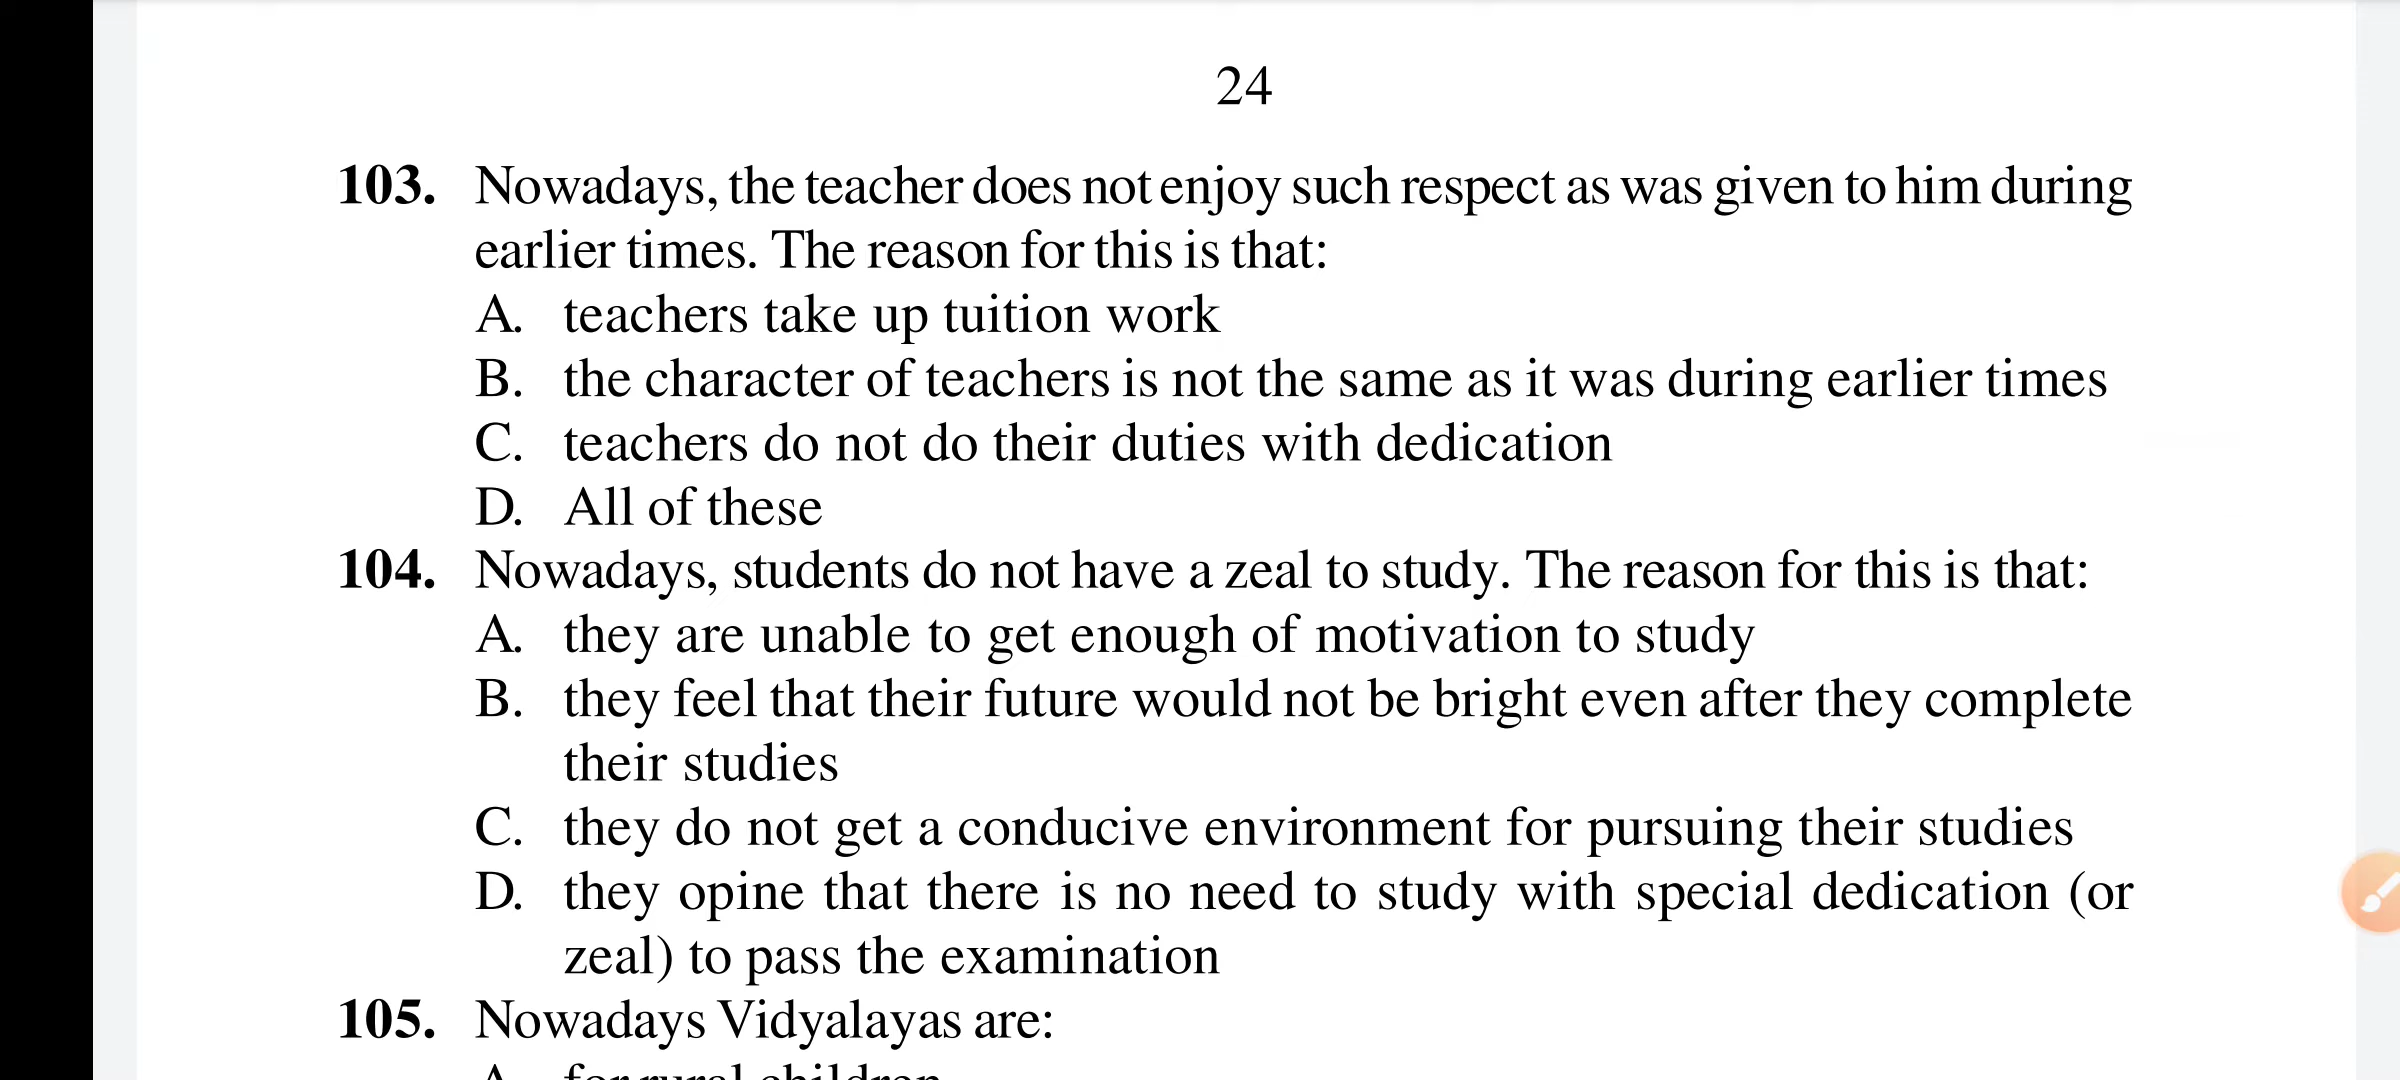 24
103. Nowadays, the teacher does not enjoy such respect as was given to him during
earlier times. The reason for this is that:
A. teachers take up tuition work
B. the character of teachers is not the same as it was during earlier times
C. teachers do not do their duties with dedication
D. All of these
104. Nowadays, students do not have a zeal to study. The reason for this is that:
A. they are unable to get enough of motivation to study
B. they feel that their future would not be bright even after they complete
their studies
C. they do not get a conducive environment for pursuing their studies
D. they opine that there is no need to study with special dedication (or
zeal) to pass the examination
105. Nowadays Vidyalayas are:
A. for rural children